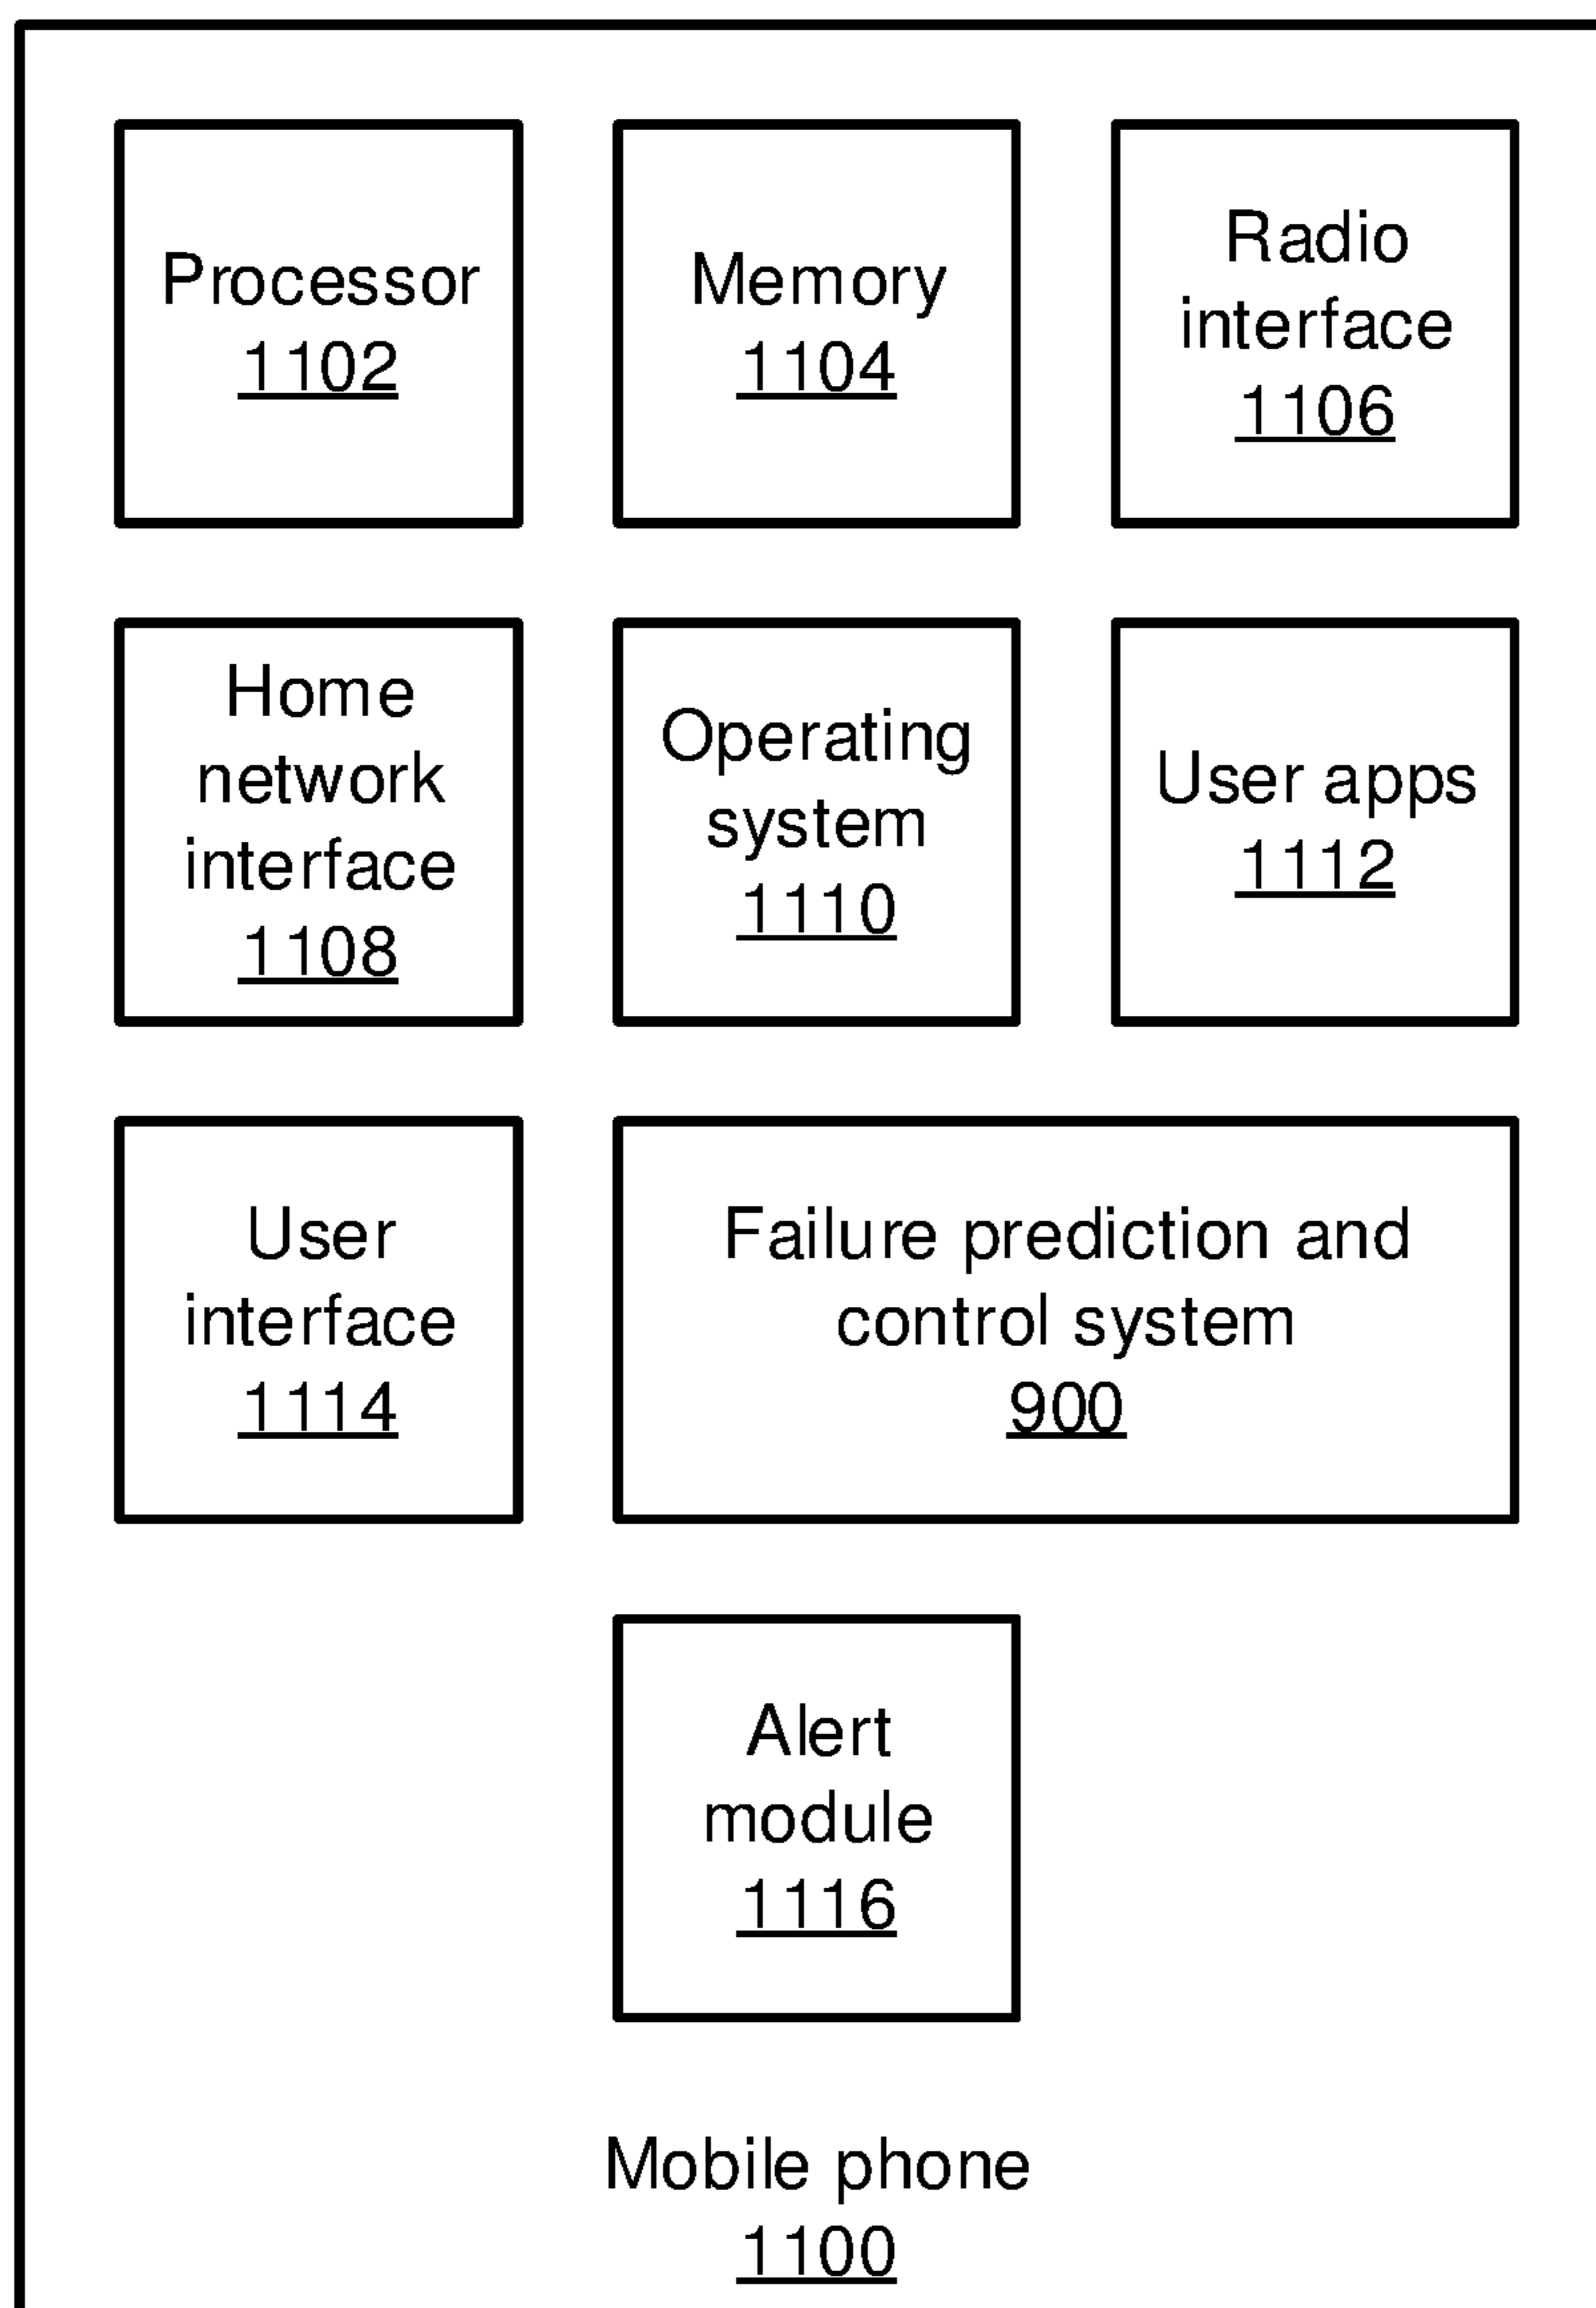 Processor
1102
Memory
1104
Radio
interface
1106
Home
network
interface
1108
Operating
system
1110
User apps
1112
User
interface
1114
Failure prediction and
control system
900
Alert
module
1116
Mobile phone
1100